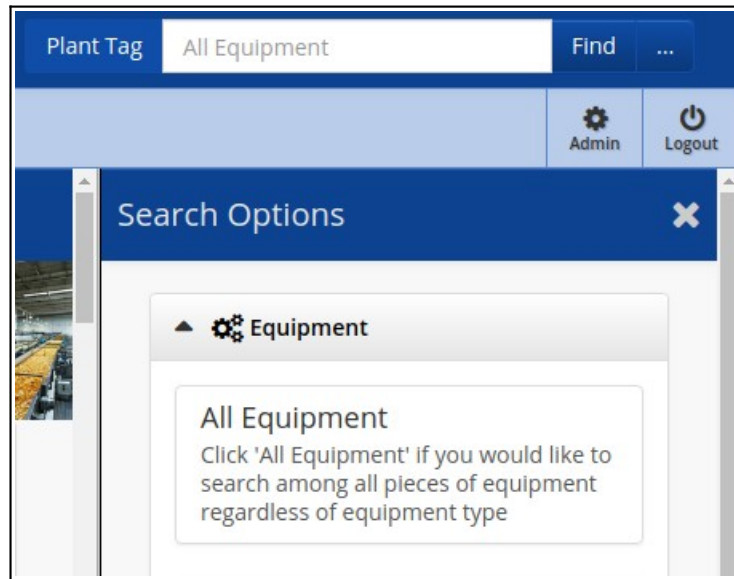 Plant Tag All Equipment Find ...
Admin Logout
Search Options
Equipment
All Equipment
Click 'All Equipment' if you would like to
search among all pieces of equipment
regardless of equipment type